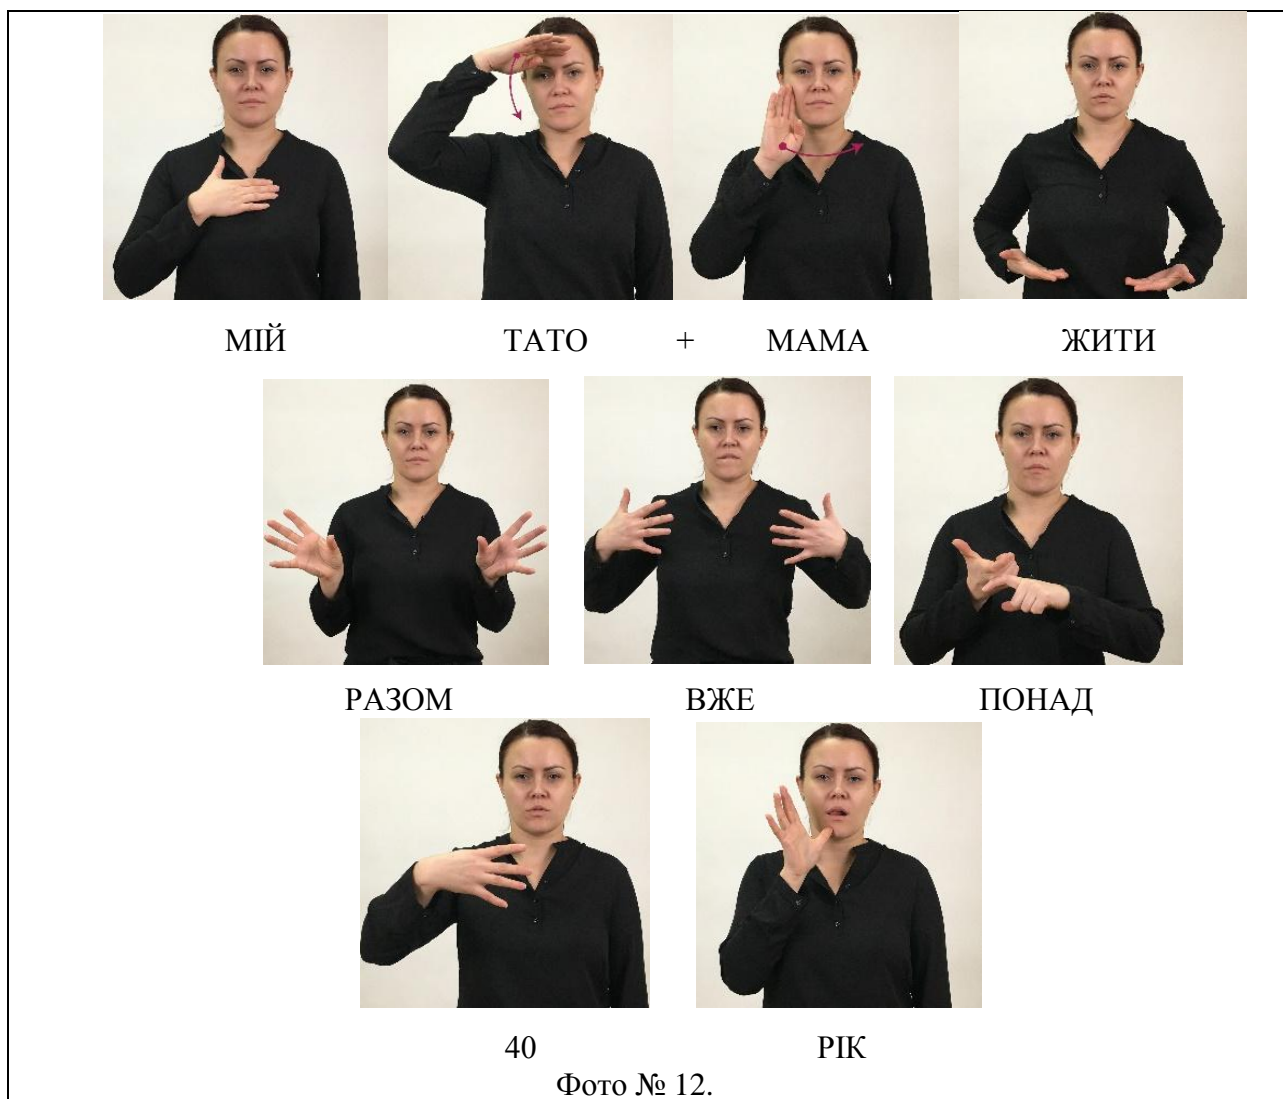 МІЙ ТАТО + МАМА ЖИТИ
РАЗОМ ВЖЕ ПОНАД
40 РІК
Фото № 12.